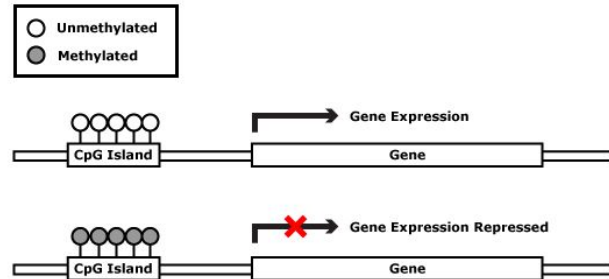 Unmethylated
Methylated
Gene Expression
CpG Island
Gene
Gene Expression Repressed
CpG Island
Gene